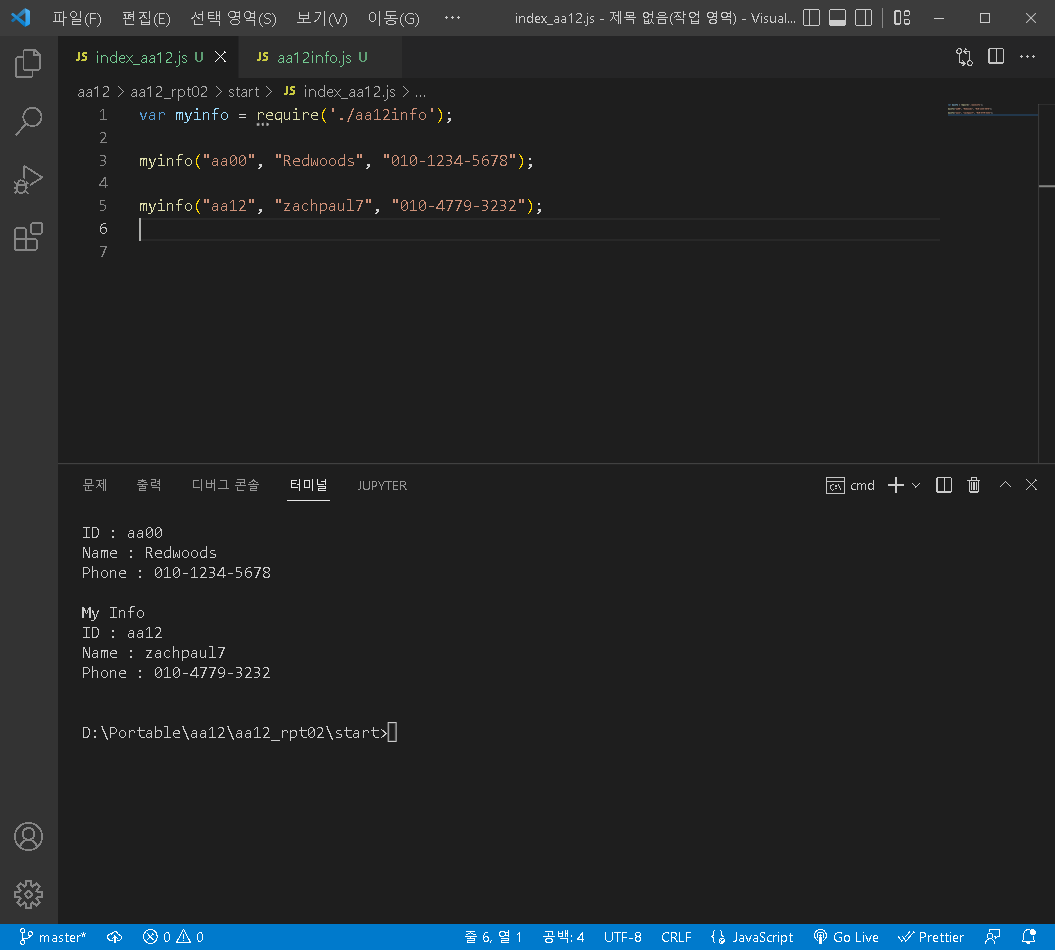 파일(F) 편집(E) 선택 영역(S) 보기(V) 이동(G) ··· index_aa12.js - 제목 없음(작업 영역) - Visual...
JS index_aa12.js U JS aa12info.js U
aa12 > aa12_rpt02 > start > JS index_aa12.js > ...
1 var myinfo = require('./aa12info');
2
3 myinfo("aa00", "Redwoods", "010-1234-5678");
4
5 myinfo("aa12", "zachpaul7", "010-4779-3232");
6
7
문제 출력 디버그 콘솔 터미널 JUPYTER cmd
ID : aa00
Name : Redwoods
Phone : 010-1234-5678
My Info
ID : aa12
Name : zachpaul7
Phone : 010-4779-3232
D:\Portable\aa12\aa12_rpt02\start>
master* 0 0 줄 6, 열 1 공백: 4 UTF-8 CRLF {} JavaScript Go Live Prettier